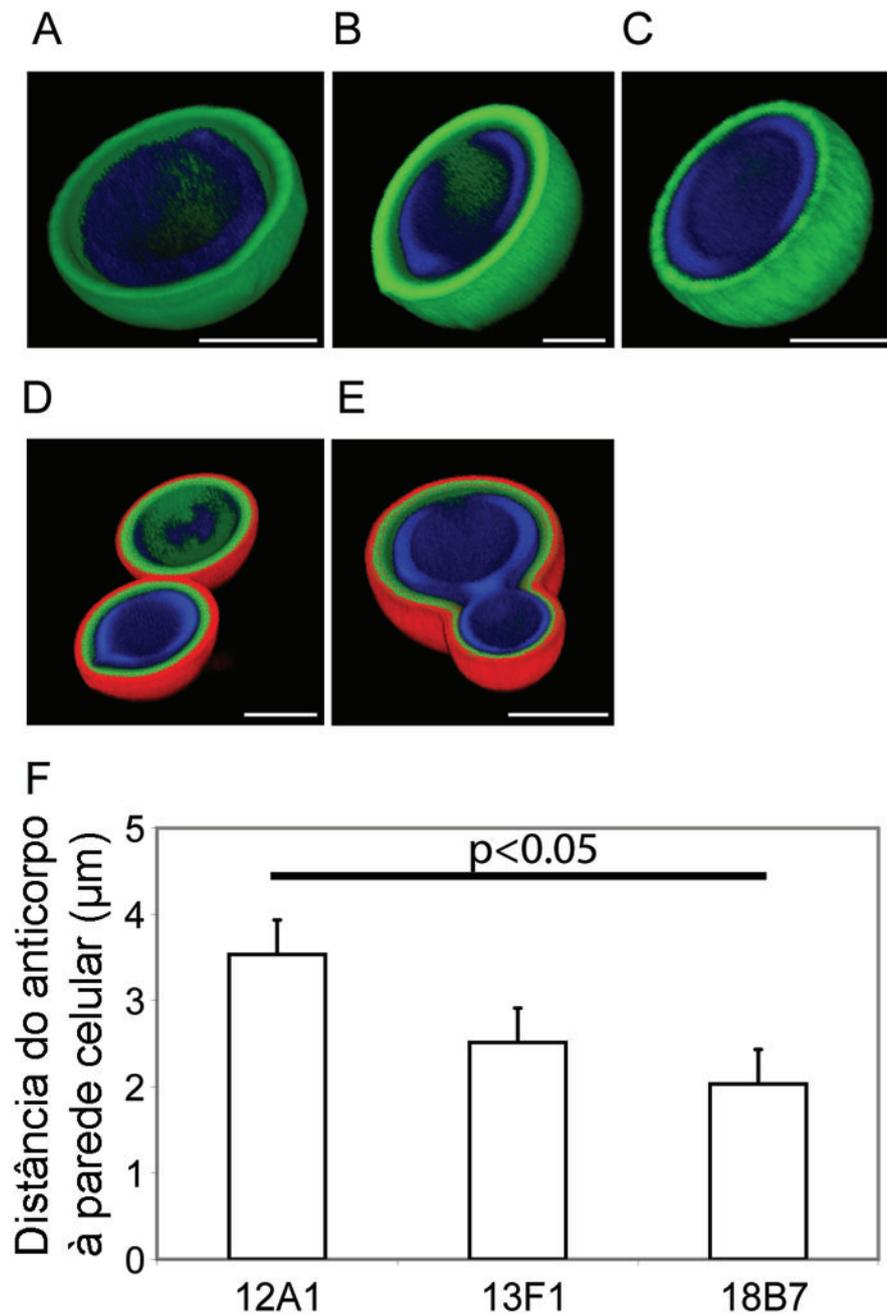 A
B
C
D
E
F
Distância do anticorpo
à parede celular (µm)
5
4
3
2
1
0
p<0.05
12A1
13F1
18B7